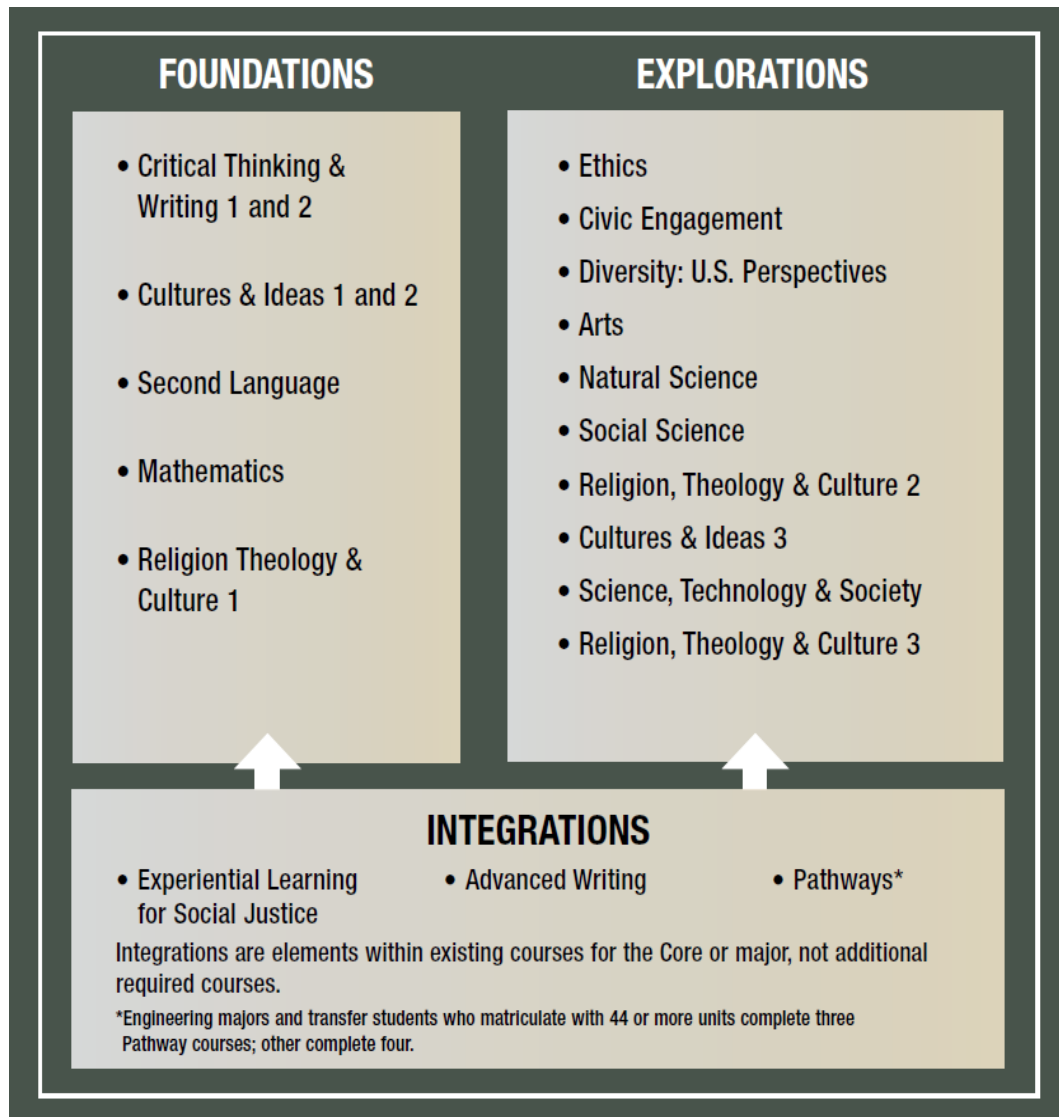 FOUNDATIONS
• Critical Thinking &
Writing 1 and 2
• Cultures & Ideas 1 and 2
• Second Language
• Mathematics
• Religion Theology &
Culture 1
EXPLORATIONS
• Ethics
• Civic Engagement
• Diversity: U.S. Perspectives
• Arts
• Natural Science
• Social Science
• Religion, Theology & Culture 2
• Cultures & Ideas 3
• Science, Technology & Society
• Religion, Theology & Culture 3
INTEGRATIONS
• Experiential Learning
for Social Justice
• Advanced Writing
• Pathways*
Integrations are elements within existing courses for the Core or major, not additional
required courses.
*Engineering majors and transfer students who matriculate with 44 or more units complete three
Pathway courses; other complete four.